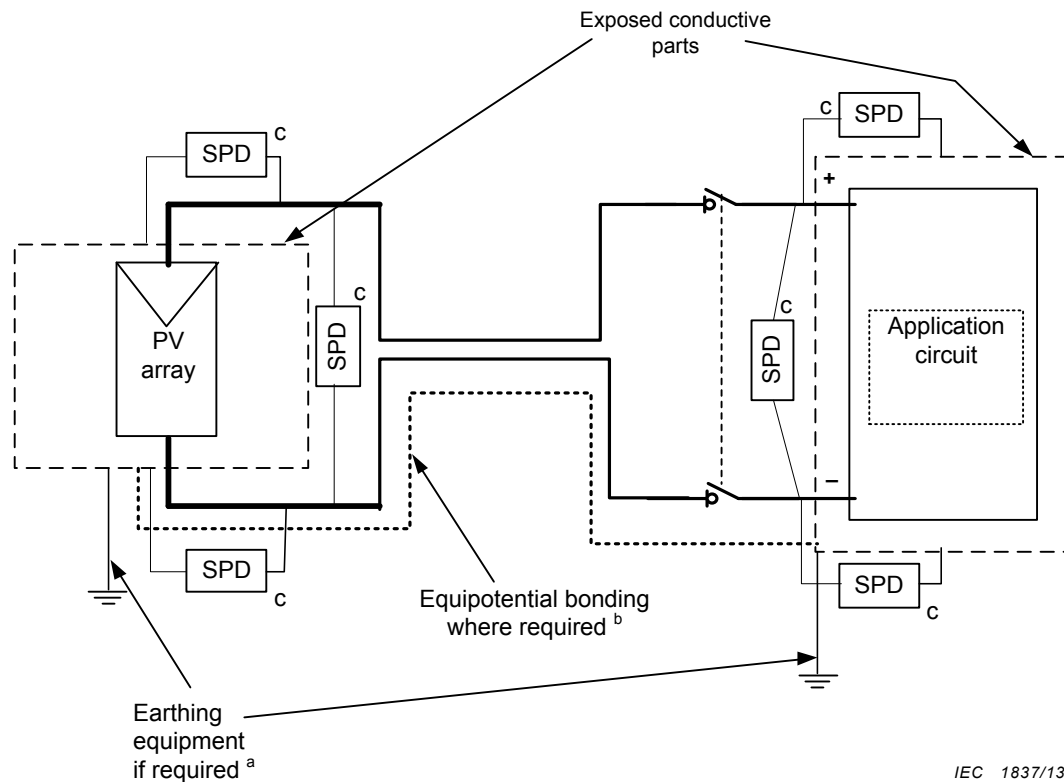 Exposed conductive
parts
c
SPD
c
SPD
+
c
SPD
c
SPD
PV
array
Application
circuit
–
SPD
c
SPD
c
Equipotential bonding
where required b
Earthing
equipment
if required a
IEC 1837/13